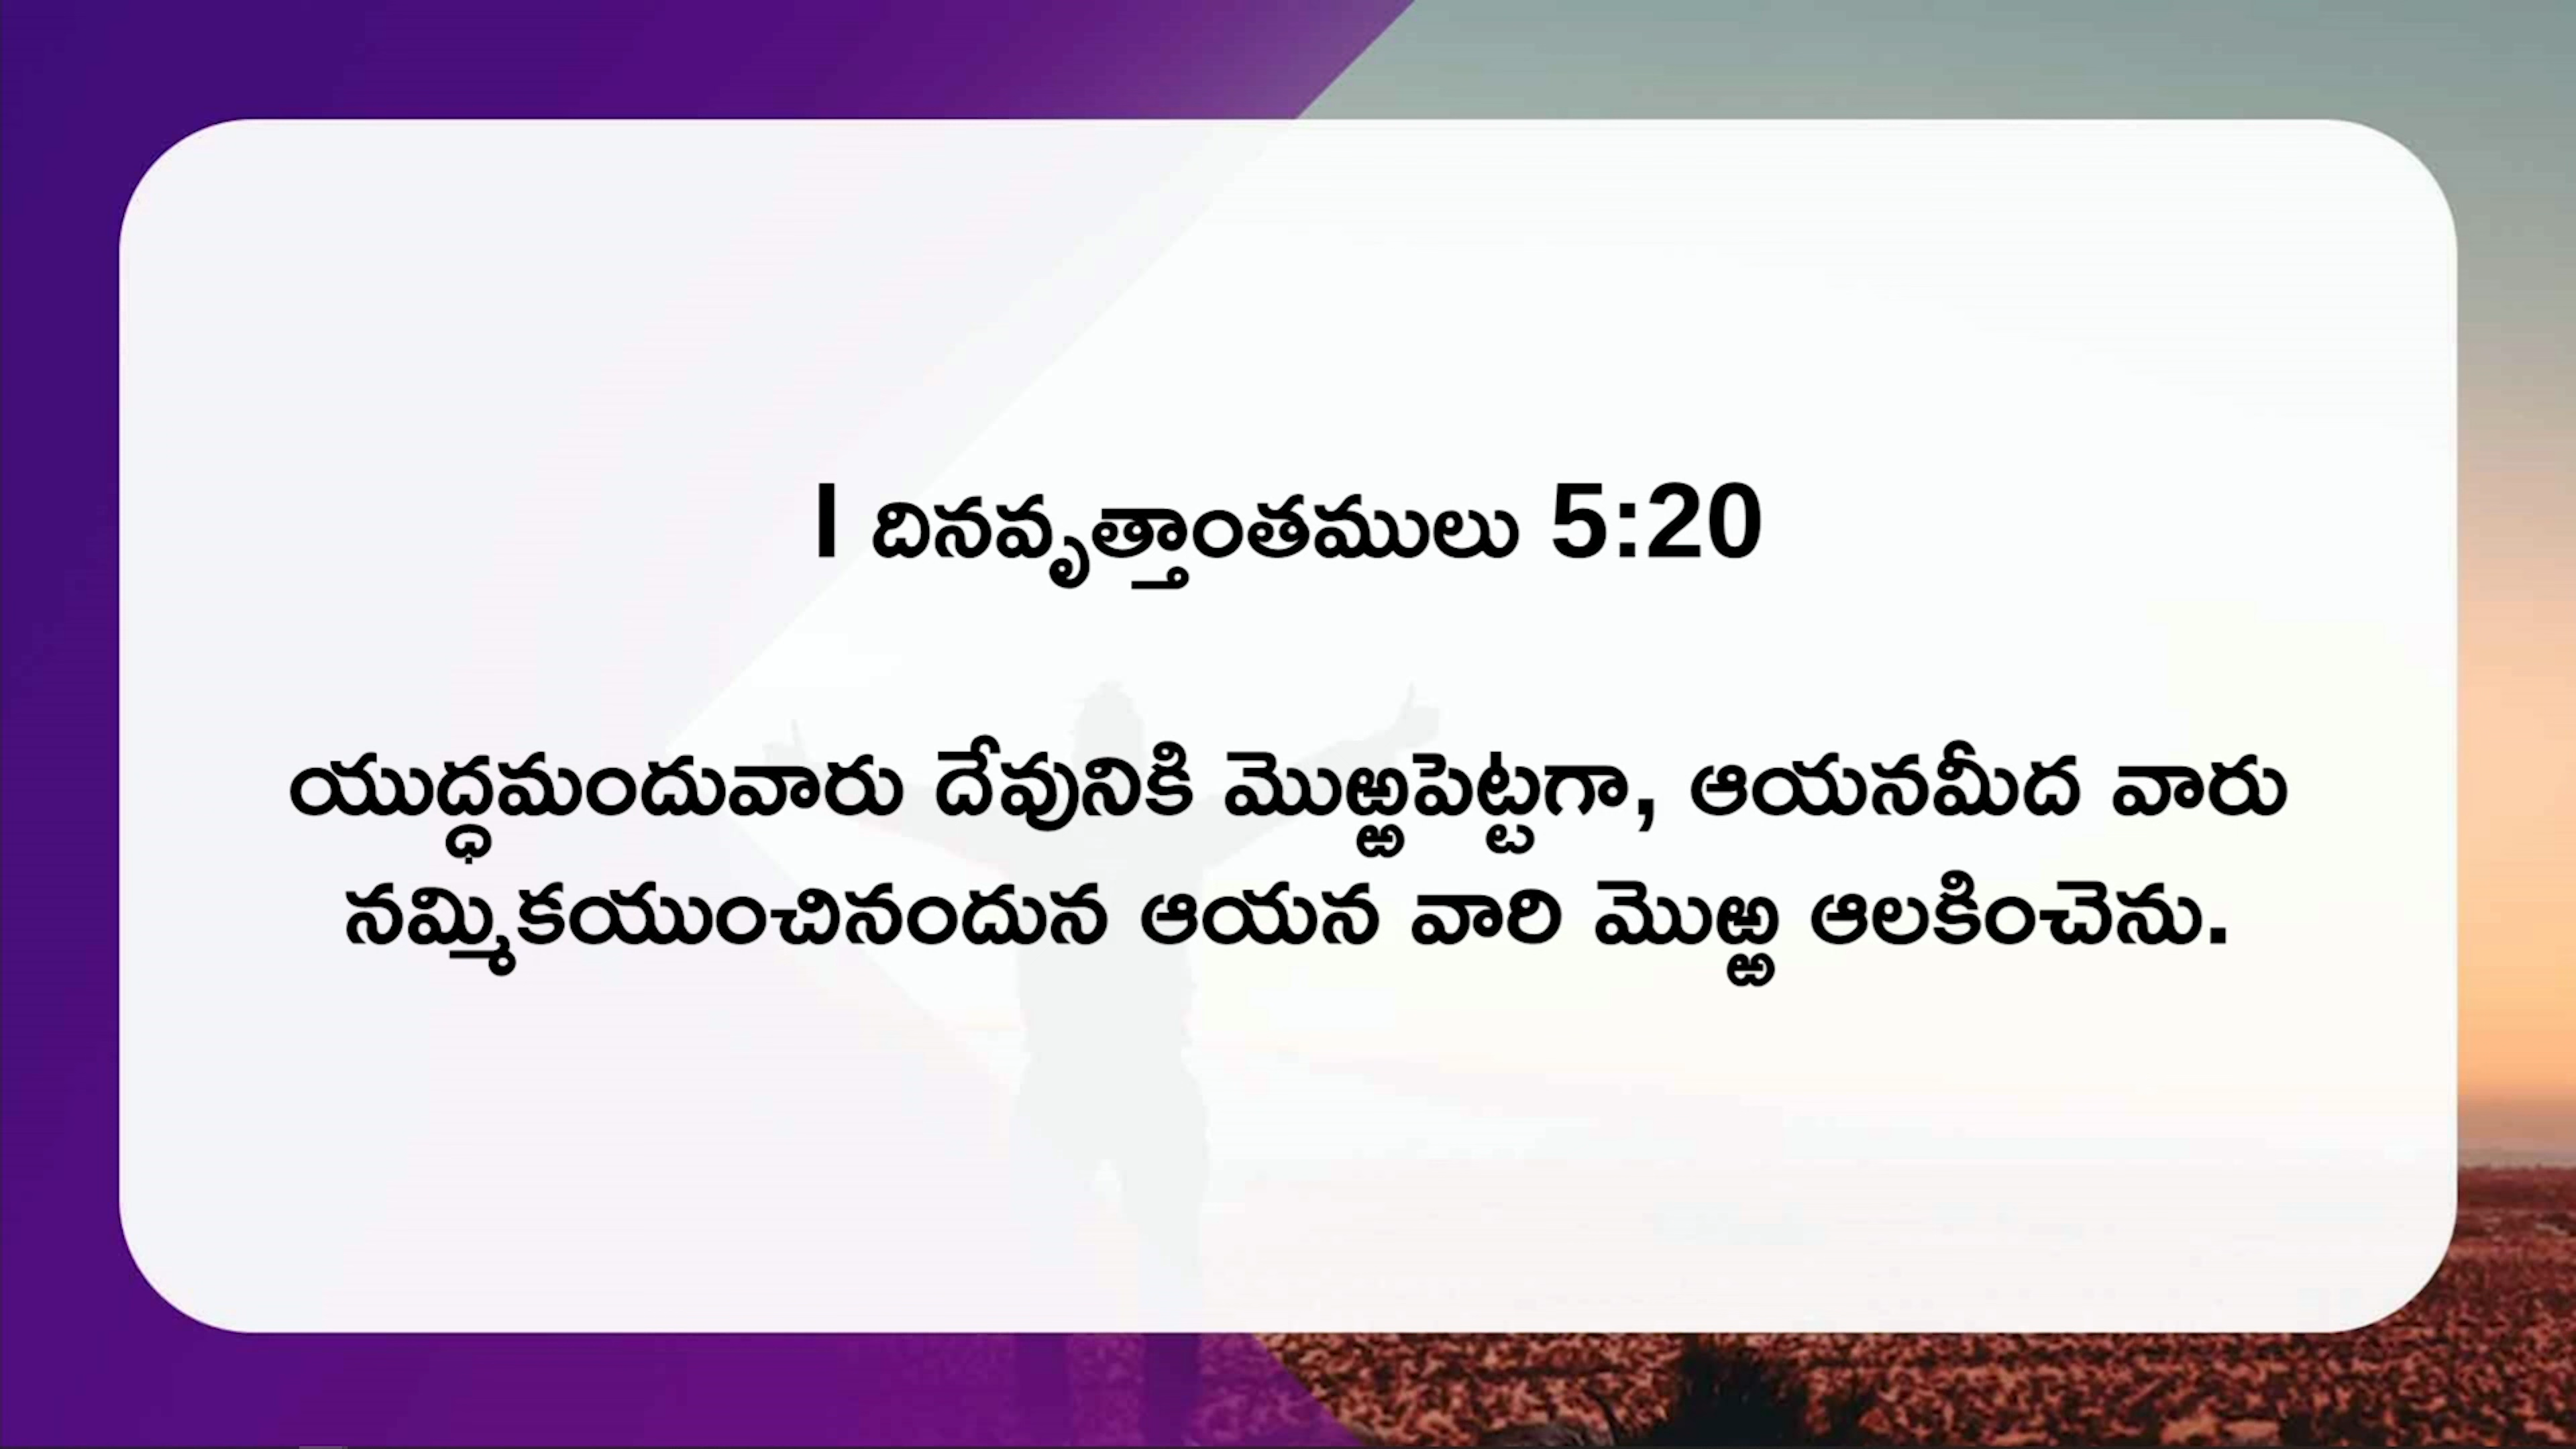 I దినవృత్తాంతములు 5:20
యుద్ధమందువారు దేవునికి మొఱ్ఱపెట్టగా, ఆయనమీద వారు
నమ్మికయుంచినందున ఆయన వారి మొఱ్ఱ ఆలకించెను.